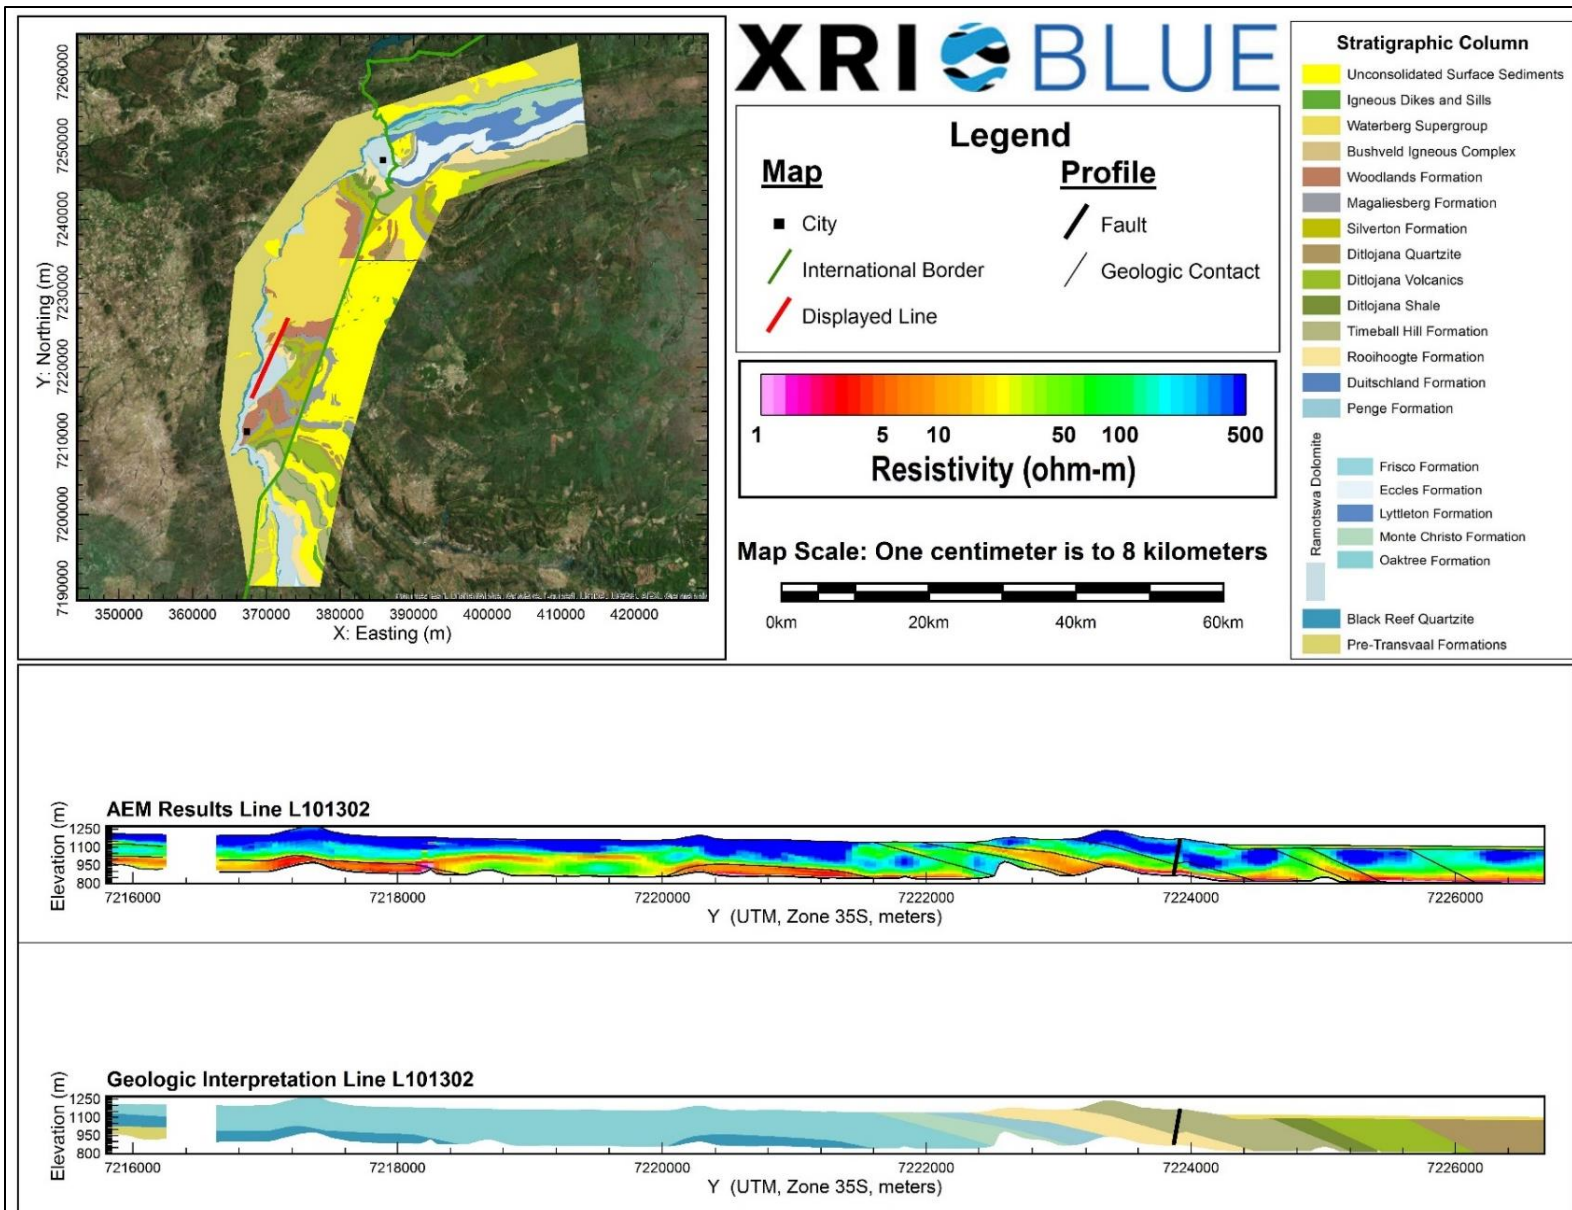 7260000
7250000
7240000
7230000
7220000
7210000
7200000
7190000
Y: Northing (m)
350000 360000 370000 380000 390000 400000 410000 420000
X: Easting (m)
XRI BLUE
Legend
Map
City
International Border
Displayed Line
Profile
Fault
Geologic Contact
1 5 10 50 100 500
Resistivity (ohm-m)
Map Scale: One centimeter is to 8 kilometers
0km 20km 40km 60km
Stratigraphic Column
Unconsolidated Surface Sediments
Igneous Dikes and Sills
Waterberg Supergroup
Bushveld Igneous Complex
Woodlands Formation
Magaliesberg Formation
Silverton Formation
Ditlojana Quartzite
Ditlojana Volcanics
Ditlojana Shale
Timeball Hill Formation
Rooihoogte Formation
Duitschland Formation
Penge Formation
Ramotswa Dolomite
Frisco Formation
Eccles Formation
Lyttleton Formation
Monte Christo Formation
Oaktree Formation
Black Reef Quartzite
Pre-Transvaal Formations
AEM Results Line L101302
Elevation (m)
1250
1100
950
800
7216000 7218000 7220000 7222000 7224000 7226000
Y (UTM, Zone 35S, meters)
Geologic Interpretation Line L101302
Elevation (m)
1250
1100
950
800
7216000 7218000 7220000 7222000 7224000 7226000
Y (UTM, Zone 35S, meters)